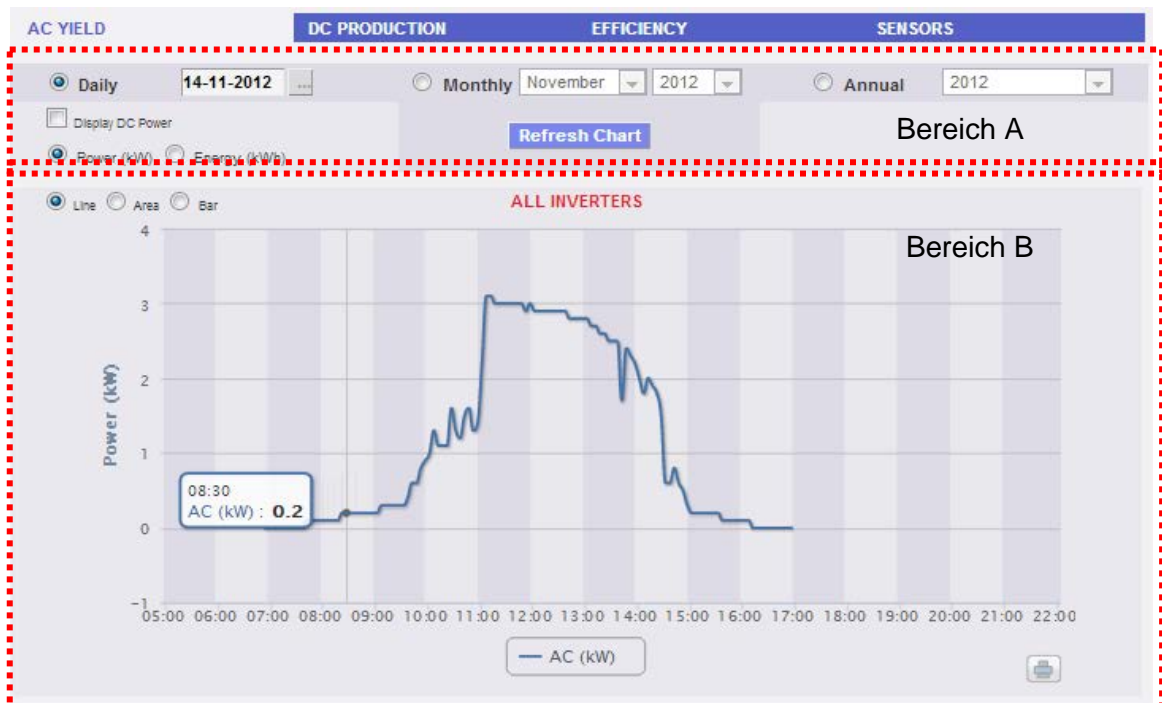 AC YIELD DC PRODUCTION EFFICIENCY SENSORS
Daily 14-11-2012 ... Monthly November 2012 Annual 2012
Display DC Power
Refresh Chart
Bereich A
Power (kW) Energy (kWh)
Line Area Bar
ALL INVERTERS
Bereich B
Power (kW)
4
3
2
1
0
-1
08:30
AC (kW) : 0.2
05:00 06:00 07:00 08:00 09:00 10:00 11:00 12:00 13:00 14:00 15:00 16:00 17:00 18:00 19:00 20:00 21:00 22:00
AC (kW)